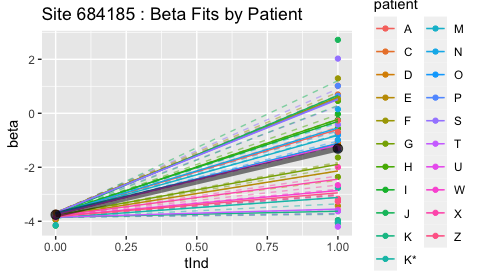 Site 684185 : Beta Fits by Patient
beta
2
0
-2
-4
0.00 0.25 0.50 0.75 1.00
tInd
patient
A M
C N
D O
E P
F S
G T
H U
I W
J X
K Z
K*